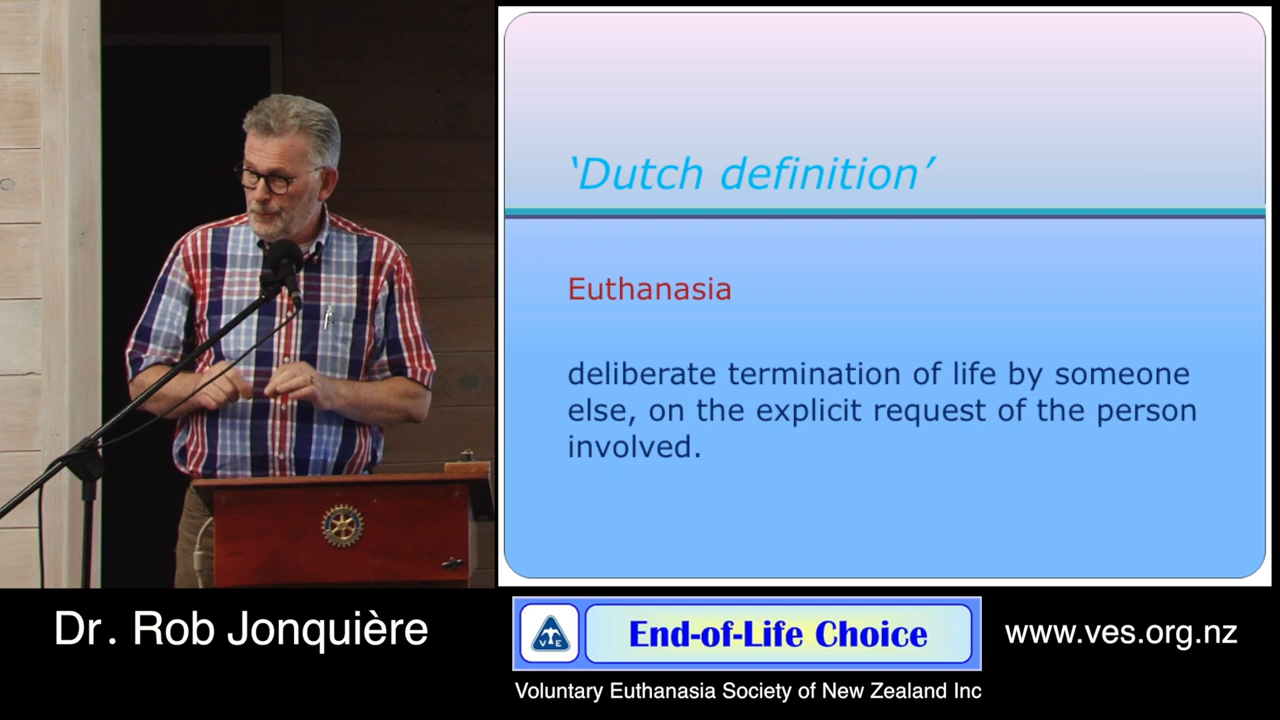 ‘Dutch definition’
Euthanasia
deliberate termination of life by someone
else, on the explicit request of the person
involved.
Dr. Rob Jonquière
VE
End-of-Life Choice
www.ves.org.nz
Voluntary Euthanasia Society of New Zealand Inc